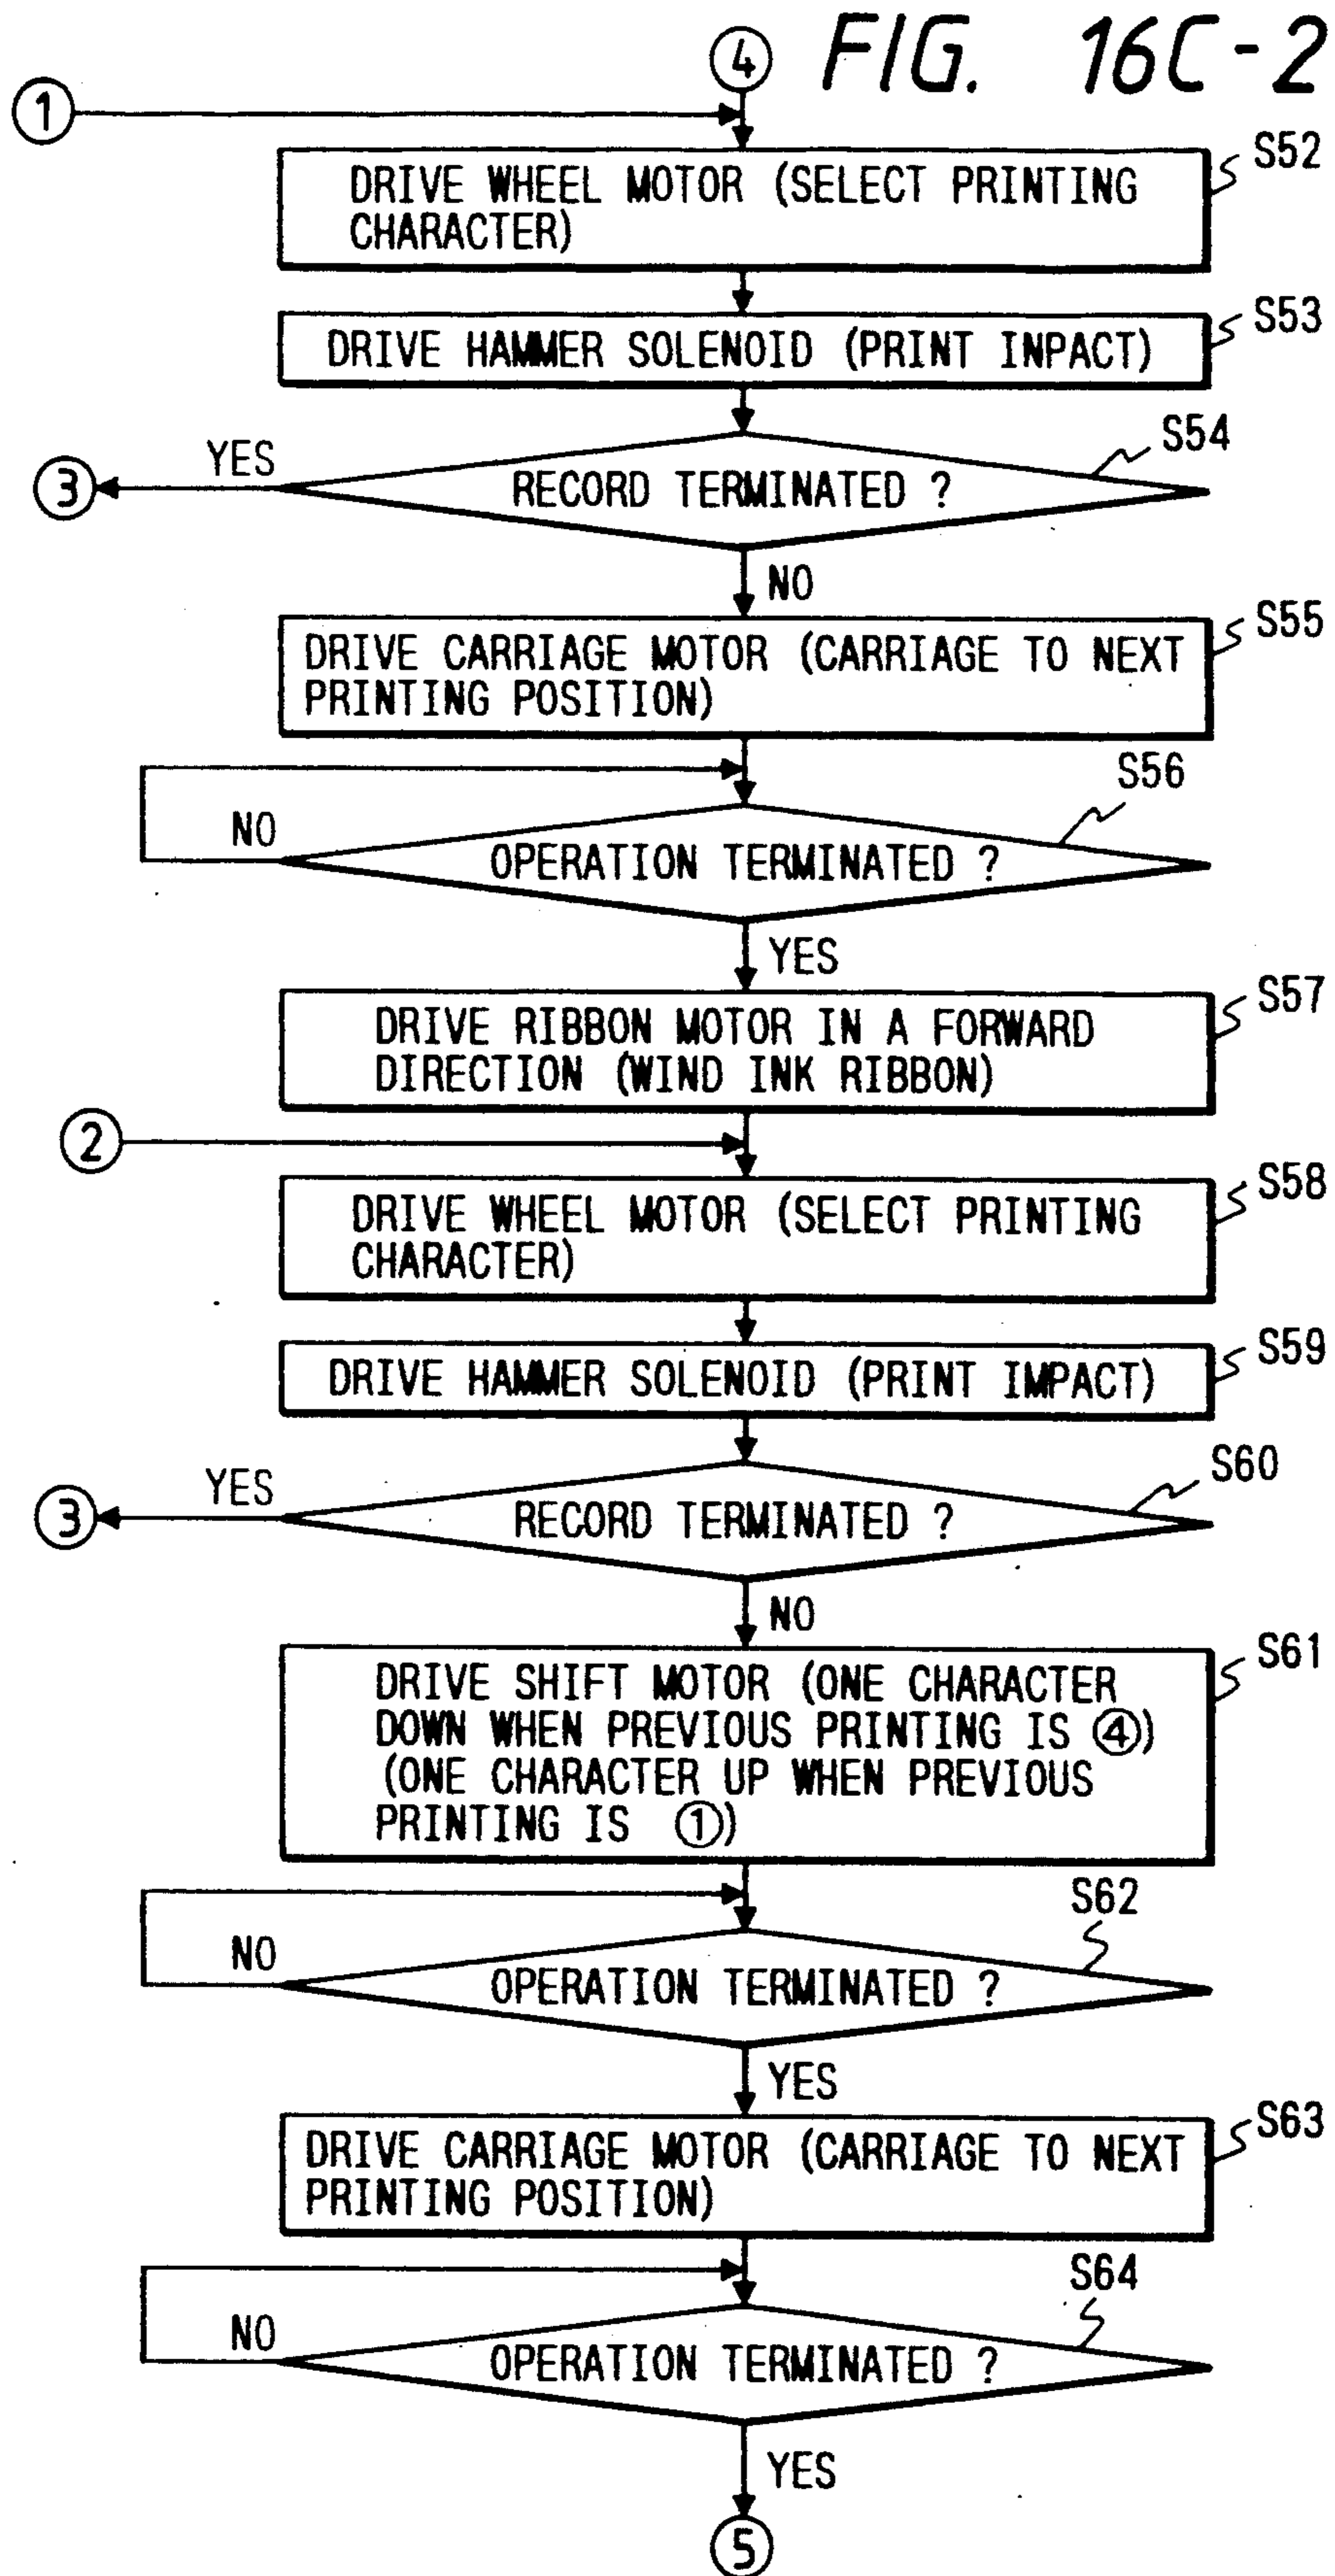 FIG. 16C-2
4
1
S52
DRIVE WHEEL MOTOR (SELECT PRINTING
CHARACTER)
S53
DRIVE HAMMER SOLENOID (PRINT INPACT)
S54
YES
3
RECORD TERMINATED ?
NO
S55
DRIVE CARRIAGE MOTOR (CARRIAGE TO NEXT
PRINTING POSITION)
S56
NO
OPERATION TERMINATED ?
YES
S57
DRIVE RIBBON MOTOR IN A FORWARD
DIRECTION (WIND INK RIBBON)
2
S58
DRIVE WHEEL MOTOR (SELECT PRINTING
CHARACTER)
S59
DRIVE HAMMER SOLENOID (PRINT IMPACT)
S60
YES
3
RECORD TERMINATED ?
NO
S61
DRIVE SHIFT MOTOR (ONE CHARACTER
DOWN WHEN PREVIOUS PRINTING IS ④)
(ONE CHARACTER UP WHEN PREVIOUS
PRINTING IS ①)
S62
NO
OPERATION TERMINATED ?
YES
S63
DRIVE CARRIAGE MOTOR (CARRIAGE TO NEXT
PRINTING POSITION)
S64
NO
OPERATION TERMINATED ?
YES
5